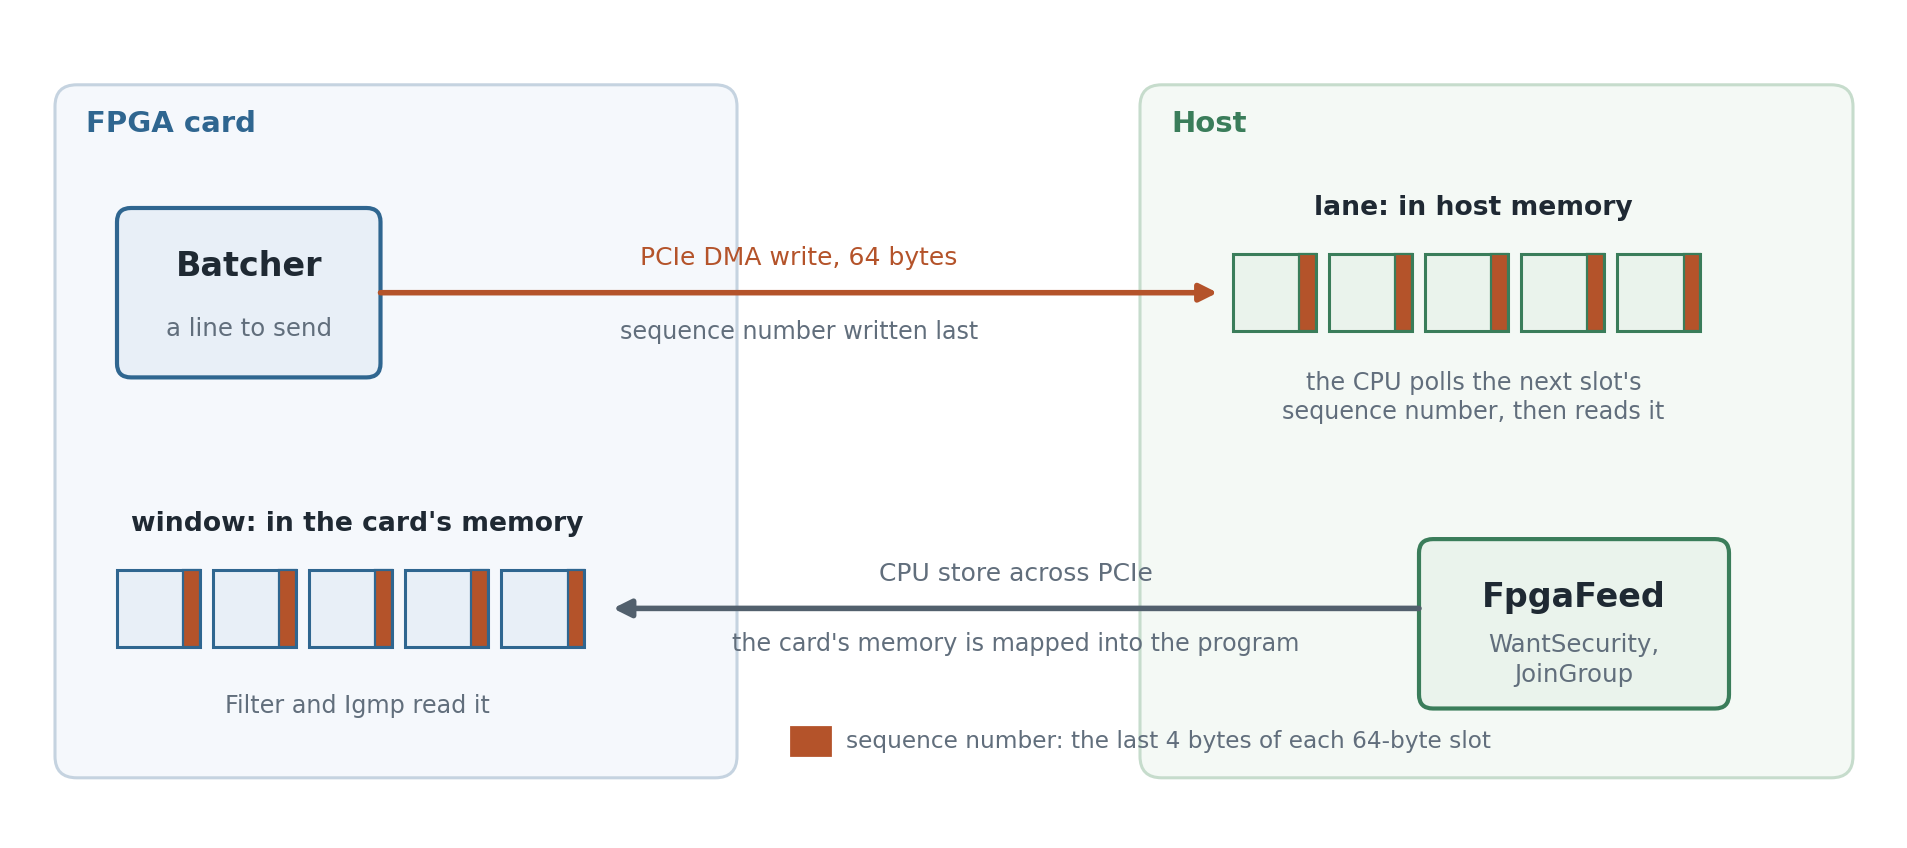 FPGA card
Host
lane: in host memory
Batcher
a line to send
PCIe DMA write, 64 bytes
sequence number written last
the CPU polls the next slot's
sequence number, then reads it
window: in the card's memory
CPU store across PCIe
the card's memory is mapped into the program
FpgaFeed
WantSecurity,
JoinGroup
Filter and Igmp read it
sequence number: the last 4 bytes of each 64-byte slot